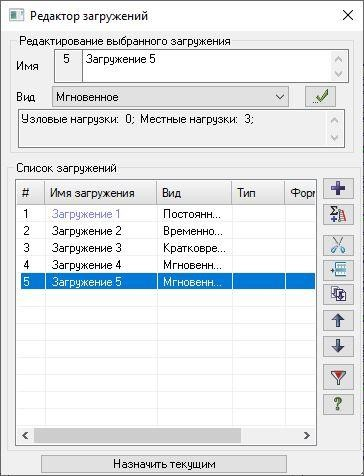 Редактор загружений
Редактирование выбранного загружения
Имя 5 Загружение 5
Вид Мгновенное
Узловые нагрузки: 0; Местные нагрузки: 3;
Список загружений
# Имя загружения Вид Тип Форм
1 Загружение 1 Постоянн...
2 Загружение 2 Временно...
3 Загружение 3 Кратковре...
4 Загружение 4 Мгновенн...
5 Загружение 5 Мгновенн...
Назначить текущим